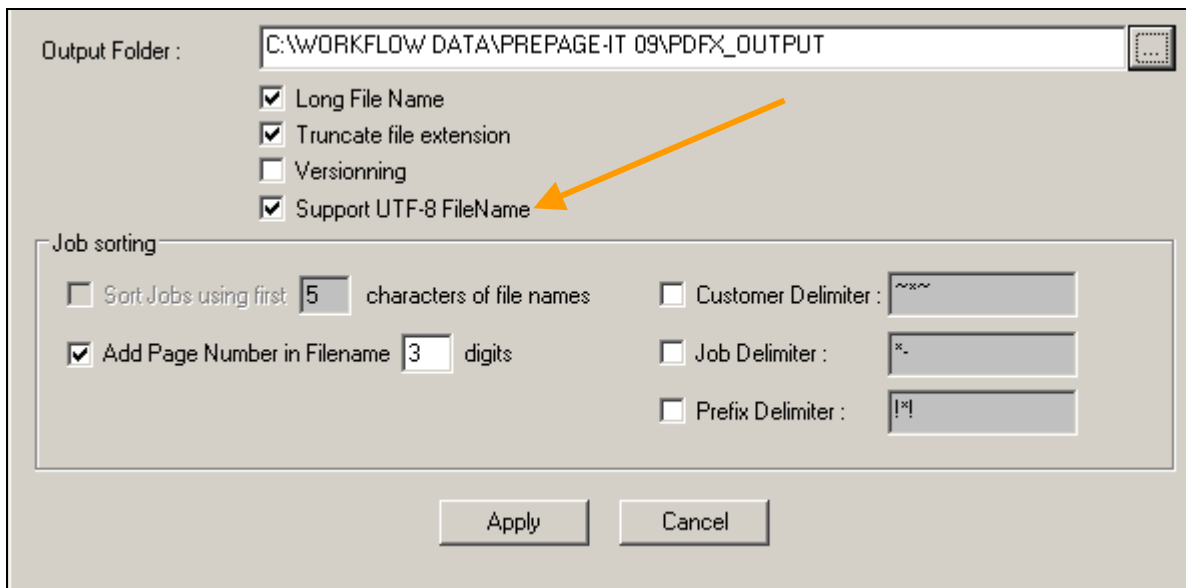 Output Folder : C:\WORKFLOW DATA\PREPAGE-IT 09\PDFX_OUTPUT ...
Long File Name
Truncate file extension
Versionning
Support UTF-8 FileName
Job sorting
Sort Jobs using first 5 characters of file names Customer Delimiter : ~*~
Add Page Number in Filename 3 digits Job Delimiter : *-
Prefix Delimiter : !*!
Apply Cancel